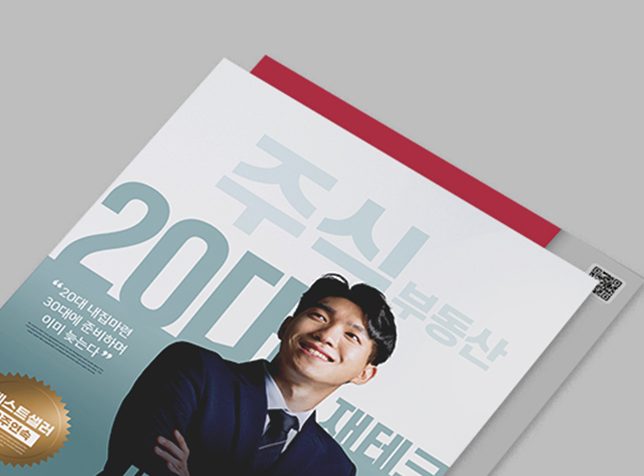 주식
부동산
20대
재테크
“20대 내집마련
30대에 준비하며
이미 늦는다”
베스트셀러